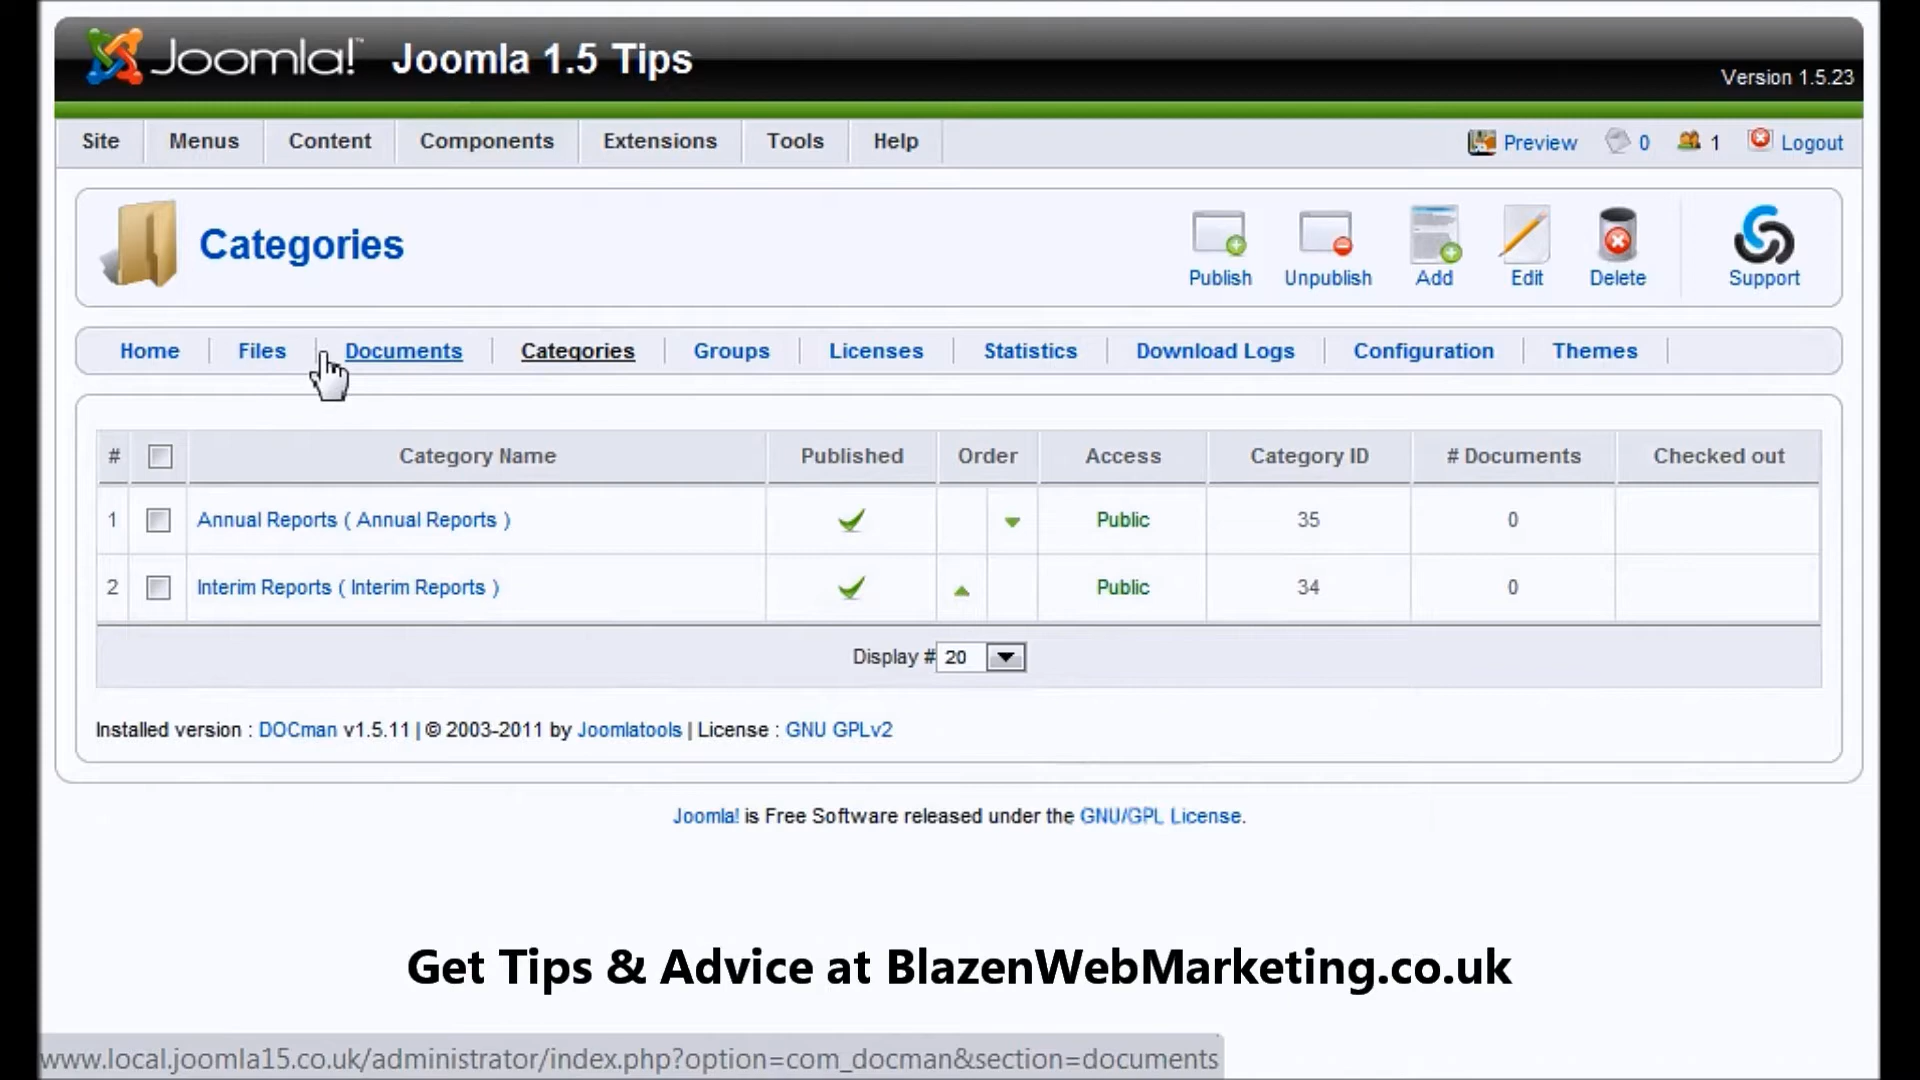 Joomla!™ Joomla 1.5 Tips
Version 1.5.23
Site Menus Content Components Extensions Tools Help Preview 0 1 Logout
Categories
Publish Unpublish Add Edit Delete Support
Home Files Documents Categories Groups Licenses Statistics Download Logs Configuration Themes
# Category Name Published Order Access Category ID # Documents Checked out
1 Annual Reports ( Annual Reports ) Public 35 0
2 Interim Reports ( Interim Reports ) Public 34 0
Display # 20
Installed version : DOCman v1.5.11 | © 2003-2011 by Joomlatools | License : GNU GPLv2
Joomla! is Free Software released under the GNU/GPL License.
Get Tips & Advice at BlazenWebMarketing.co.uk
www.local.joomla15.co.uk/administrator/index.php?option=com_docman&section=documents